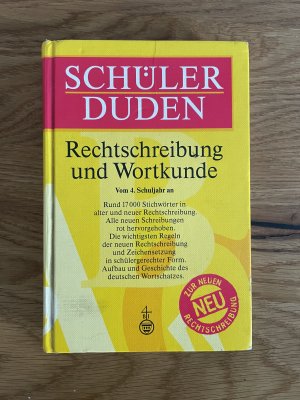 SCHÜLER
DUDEN
Rechtschreibung
und Wortkunde
Vom 4. Schuljahr an
Rund 17 000 Stichwörter in
alter und neuer Rechtschreibung.
Alle neuen Schreibungen
rot hervorgehoben.
Die wichtigsten Regeln
der neuen Rechtschreibung
und Zeichensetzung
in schülergerechter Form.
Aufbau und Geschichte des
deutschen Wortschatzes.
ZUR NEUEN
NEU
RECHTSCHREIBUNG